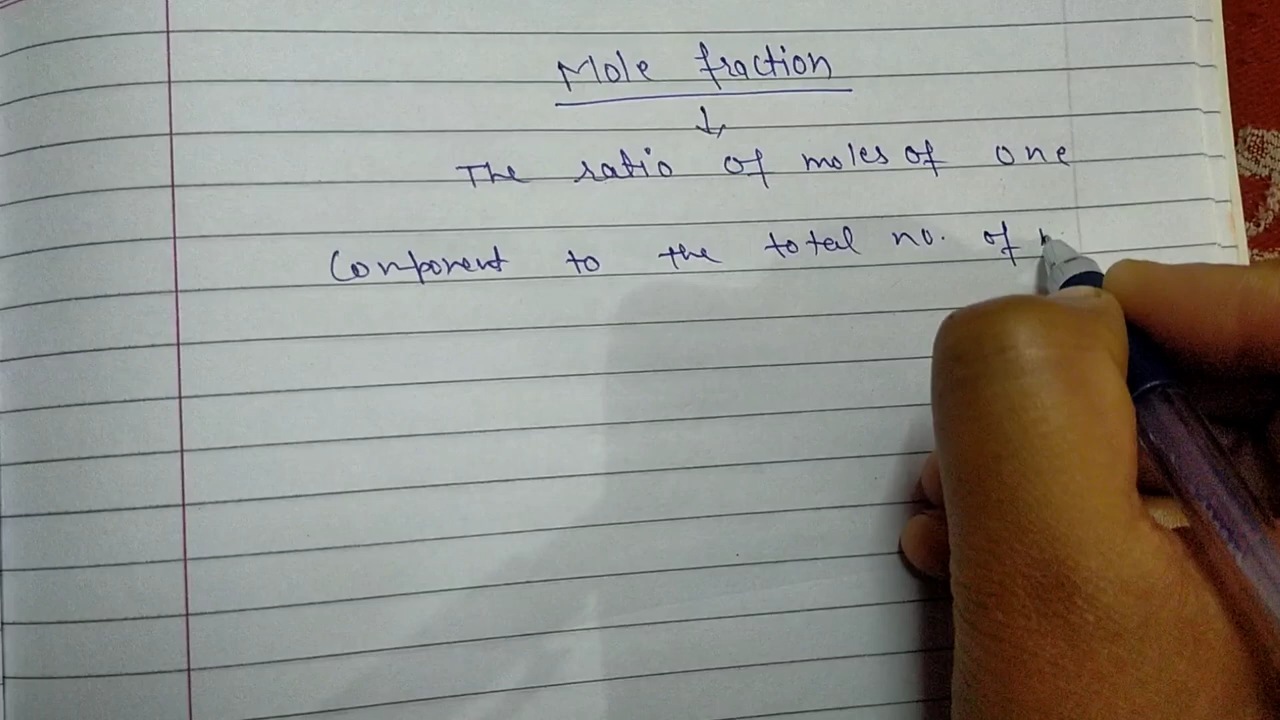 Mole fraction
The ratio of moles of one
Component to the total no. of